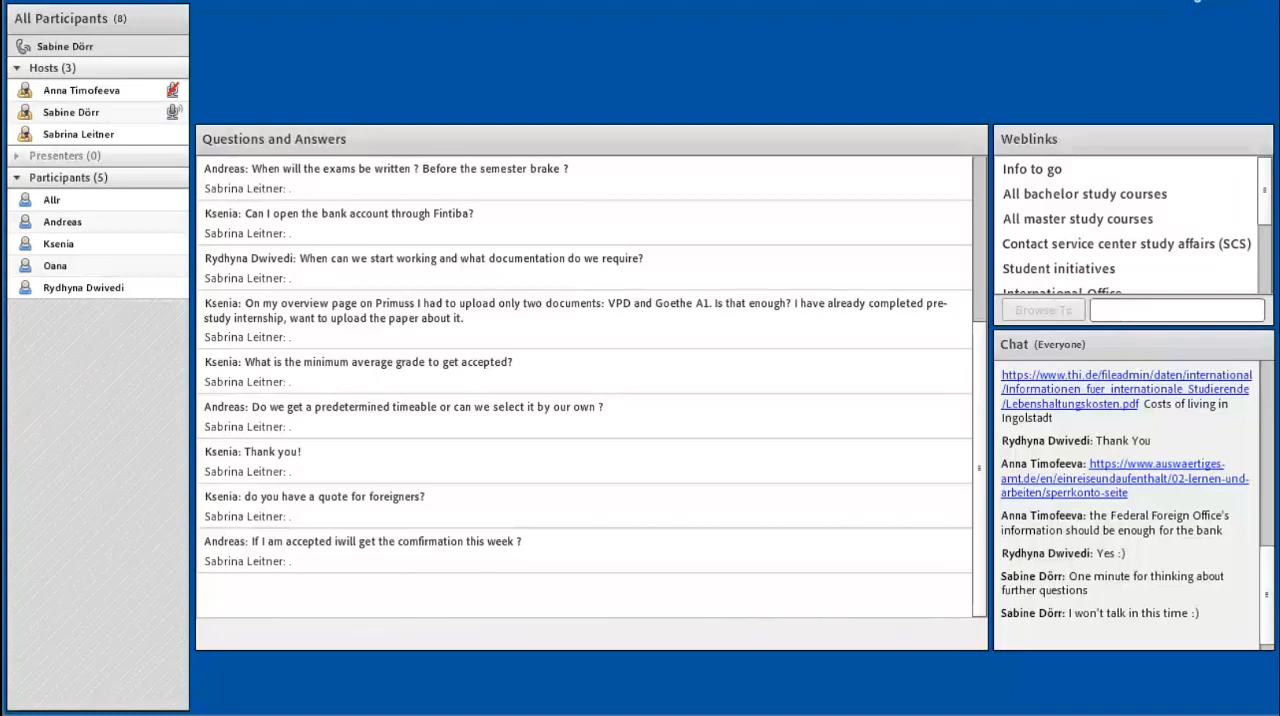 All Participants (8)
Sabine Dörr
Hosts (3)
Anna Timofeeva
Sabine Dörr
Sabrina Leitner
Presenters (0)
Participants (5)
Allr
Andreas
Ksenia
Oana
Rydhyna Dwivedi
Questions and Answers
Andreas: When will the exams be written ? Before the semester brake ?
Sabrina Leitner: .
Ksenia: Can I open the bank account through Fintiba?
Sabrina Leitner: .
Rydhyna Dwivedi: When can we start working and what documentation do we require?
Sabrina Leitner: .
Ksenia: On my overview page on Primuss I had to upload only two documents: VPD and Goethe A1. Is that enough? I have already completed pre-
study internship, want to upload the paper about it.
Sabrina Leitner: .
Ksenia: What is the minimum average grade to get accepted?
Sabrina Leitner: .
Andreas: Do we get a predetermined timeable or can we select it by our own ?
Sabrina Leitner: .
Ksenia: Thank you!
Sabrina Leitner: .
Ksenia: do you have a quote for foreigners?
Sabrina Leitner: .
Andreas: If I am accepted iwill get the comfirmation this week ?
Sabrina Leitner: .
Weblinks
Info to go
All bachelor study courses
All master study courses
Contact service center study affairs (SCS)
Student initiatives
International Office
Browse To
Chat (Everyone)
https://www.thi.de/fileadmin/daten/international
/Informationen_fuer_internationale_Studierende
/Lebenshaltungskosten.pdf Costs of living in
Ingolstadt
Rydhyna Dwivedi: Thank You
Anna Timofeeva: https://www.auswaertiges-
amt.de/en/einreiseundaufenthalt/02-lernen-und-
arbeiten/sperrkonto-seite
Anna Timofeeva: the Federal Foreign Office's
information should be enough for the bank
Rydhyna Dwivedi: Yes :)
Sabine Dörr: One minute for thinking about
further questions
Sabine Dörr: I won't talk in this time :)